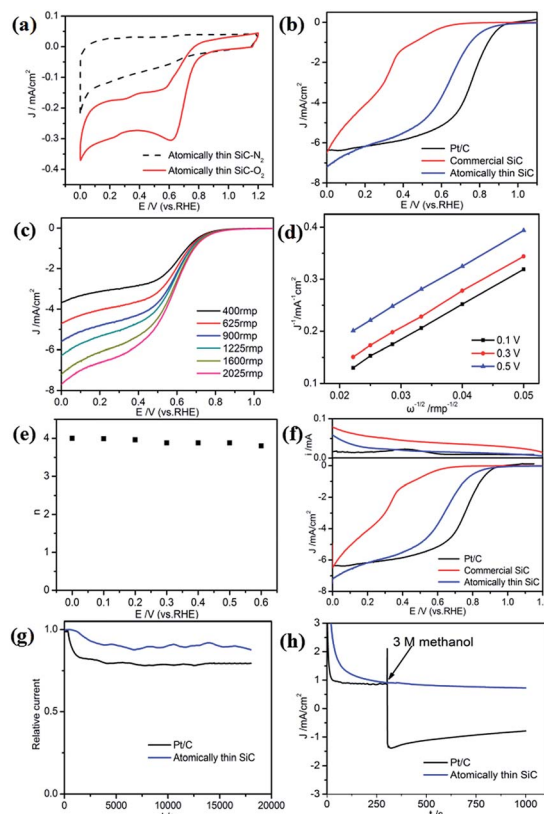 (a)
J / mA/cm²
0.1
0.0
-0.1
-0.2
-0.3
-0.4
Atomically thin SiC-N₂
Atomically thin SiC-O₂
0.0 0.2 0.4 0.6 0.8 1.0 1.2
E /V (vs.RHE)
(b)
J /mA/cm²
0
-2
-4
-6
Pt/C
Commercial SiC
Atomically thin SiC
0.0 0.2 0.4 0.6 0.8 1.0
E /V (vs.RHE)
(c)
J /mA/cm²
0
-2
-4
-6
-8
400rmp
625rmp
900rmp
1225rmp
1600rmp
2025rmp
0.0 0.2 0.4 0.6 0.8 1.0
E /V (vs.RHE)
(d)
J⁻¹/mA⁻¹ cm²
0.4
0.3
0.2
0.1
0.1 V
0.3 V
0.5 V
0.02 0.03 0.04 0.05
ω⁻¹/²/rmp⁻¹/²
(e)
n
5
4
3
2
1
0
0.0 0.1 0.2 0.3 0.4 0.5 0.6
E /V (vs.RHE)
(f)
i /mA
0.1
0.0
J /mA/cm²
0
-2
-4
-6
-8
Pt/C
Commercial SiC
Atomically thin SiC
0.0 0.2 0.4 0.6 0.8 1.0
E /V (vs.RHE)
(g)
Relative current
1.0
0.5
0.0
Pt/C
Atomically thin SiC
0 5000 10000 15000 20000
(h)
J /mA/cm²
3
2
1
0
-1
-2
3 M methanol
Pt/C
Atomically thin SiC
0 250 500 750 1000